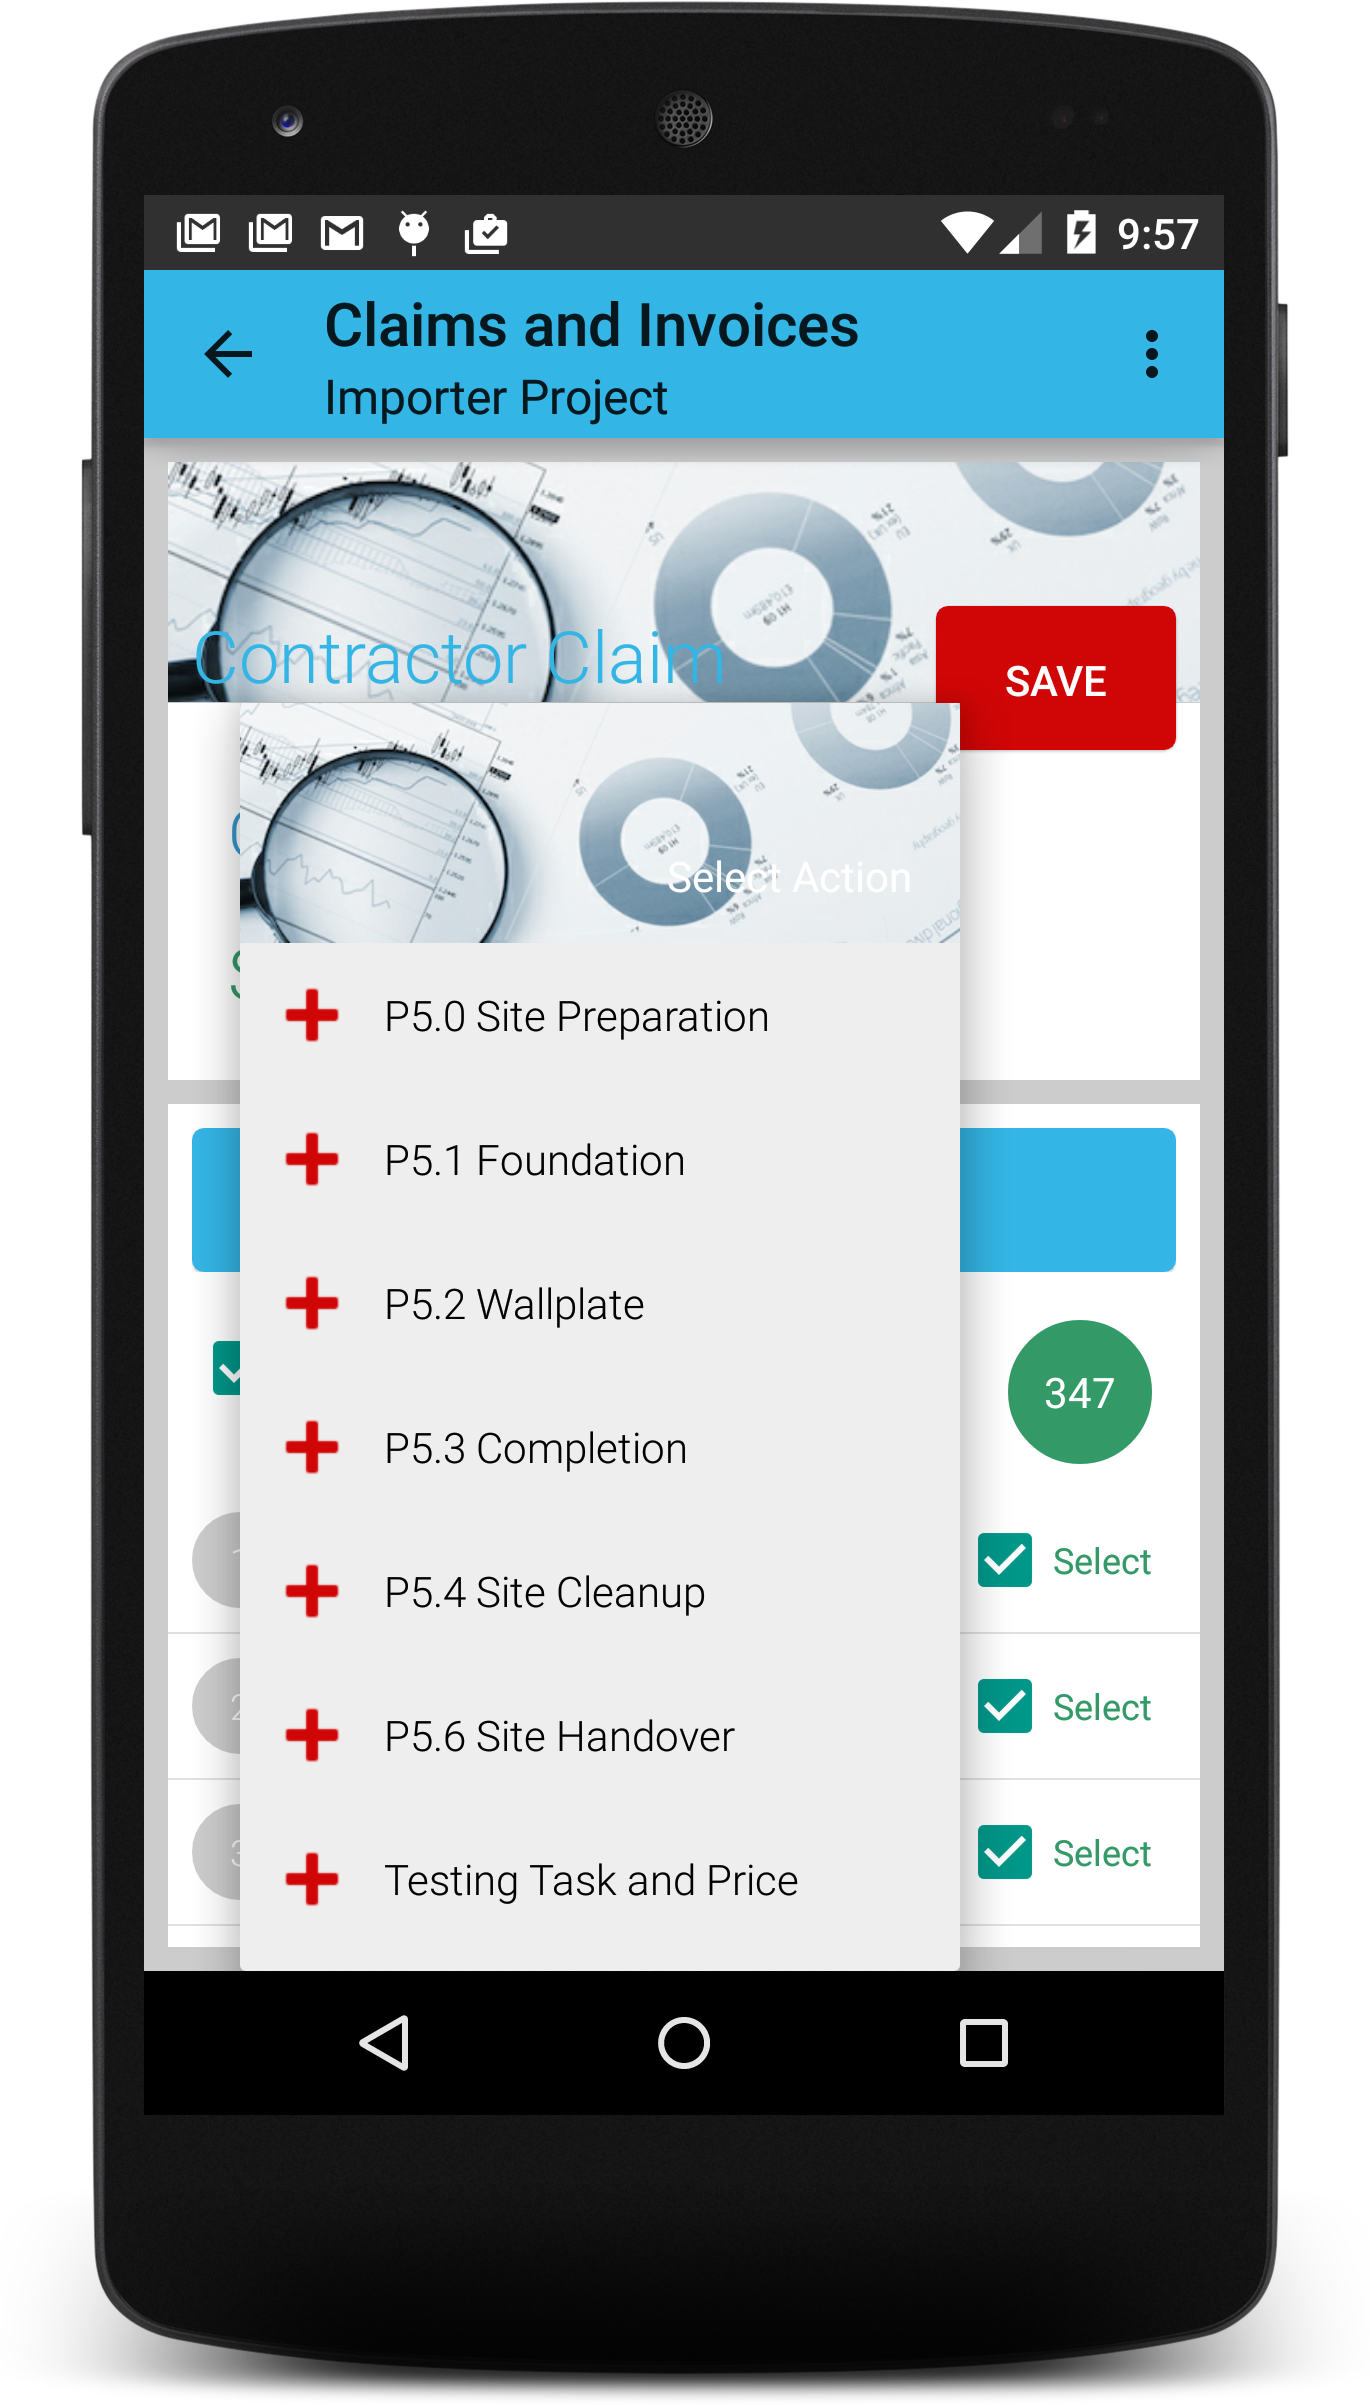 9:57
Claims and Invoices
Importer Project
Contractor Claim
SAVE
Select Action
P5.0 Site Preparation
P5.1 Foundation
P5.2 Wallplate
347
P5.3 Completion
P5.4 Site Cleanup
Select
P5.6 Site Handover
Select
Testing Task and Price
Select